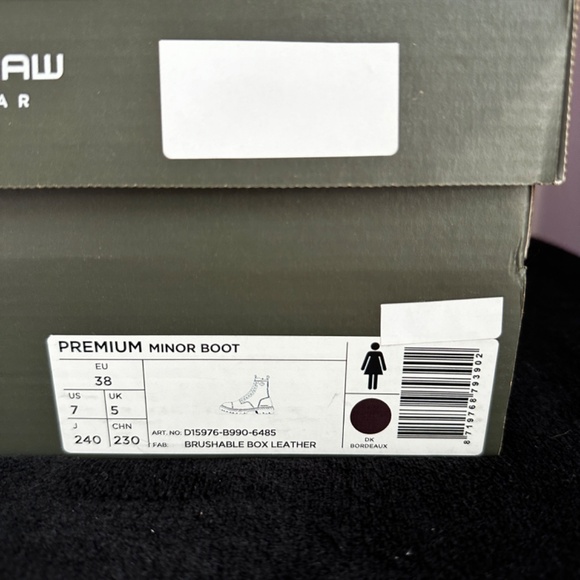 AW
AR
PREMIUM MINOR BOOT
EU
38
US UK
7 5
J CHN
240 230
ART. NO: D15976-B990-6485
FAB: BRUSHABLE BOX LEATHER
DK
BORDEAUX
8719768793902